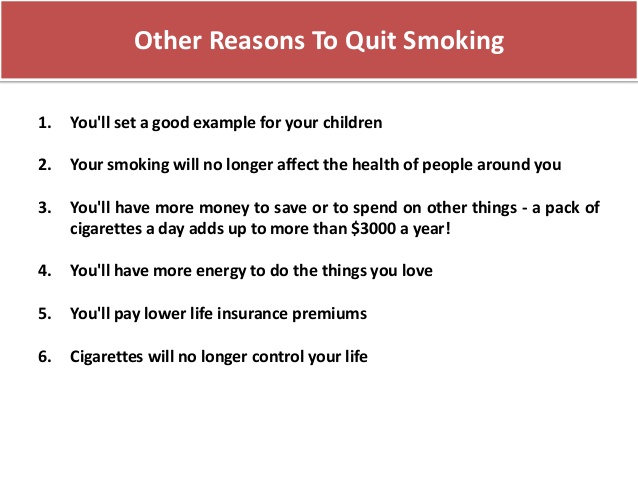 Other Reasons To Quit Smoking
1. You'll set a good example for your children
2. Your smoking will no longer affect the health of people around you
3. You'll have more money to save or to spend on other things - a pack of
cigarettes a day adds up to more than $3000 a year!
4. You'll have more energy to do the things you love
5. You'll pay lower life insurance premiums
6. Cigarettes will no longer control your life